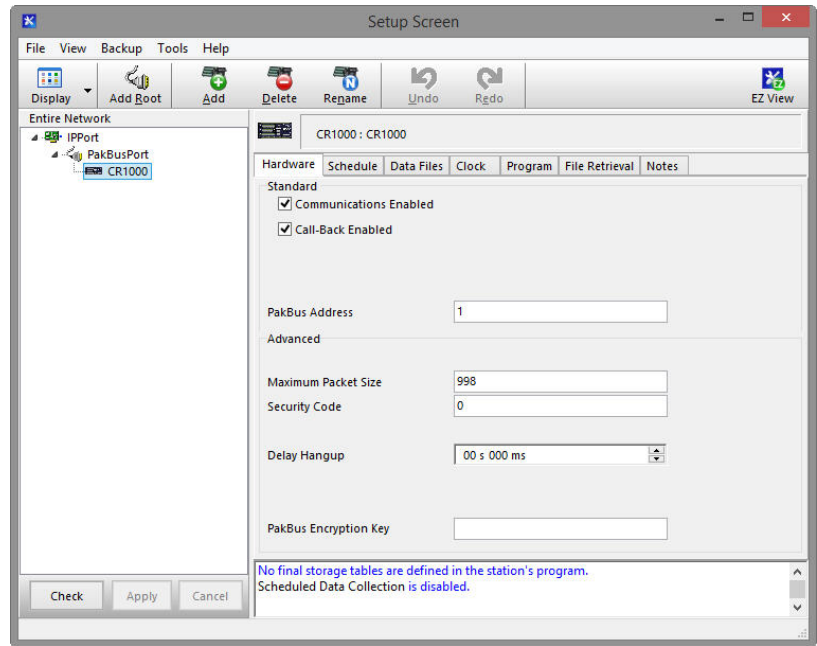 Setup Screen
File View Backup Tools Help
Display Add Root Add Delete Rename Undo Redo EZ View
Entire Network
IPPort
PakBusPort
CR1000
CR1000 : CR1000
Hardware Schedule Data Files Clock Program File Retrieval Notes
Standard
Communications Enabled
Call-Back Enabled
PakBus Address 1
Advanced
Maximum Packet Size 998
Security Code 0
Delay Hangup 00 s 000 ms
PakBus Encryption Key
No final storage tables are defined in the station's program.
Scheduled Data Collection is disabled.
Check Apply Cancel